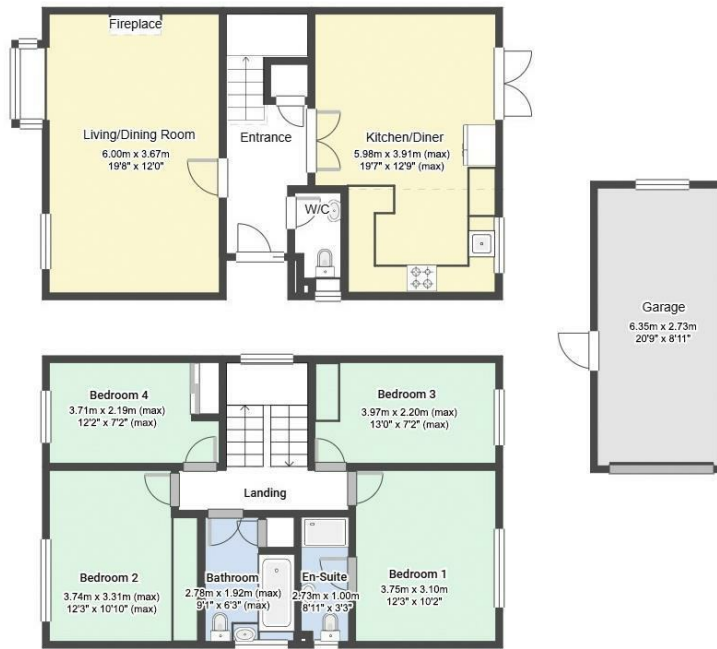 Fireplace
Living/Dining Room
6.00m x 3.67m
19'8" x 12'0"
Entrance
Kitchen/Diner
5.98m x 3.91m (max)
19'7" x 12'9" (max)
W/C
Garage
6.35m x 2.73m
20'9" x 8'11"
Bedroom 4
3.71m x 2.19m (max)
12'2" x 7'2" (max)
Bedroom 3
3.97m x 2.20m (max)
13'0" x 7'2" (max)
Landing
Bedroom 2
3.74m x 3.31m (max)
12'3" x 10'10" (max)
Bathroom
2.78m x 1.92m (max)
9'1" x 6'3" (max)
En-Suite
2.73m x 1.00m
8'11" x 3'3"
Bedroom 1
3.75m x 3.10m
12'3" x 10'2"